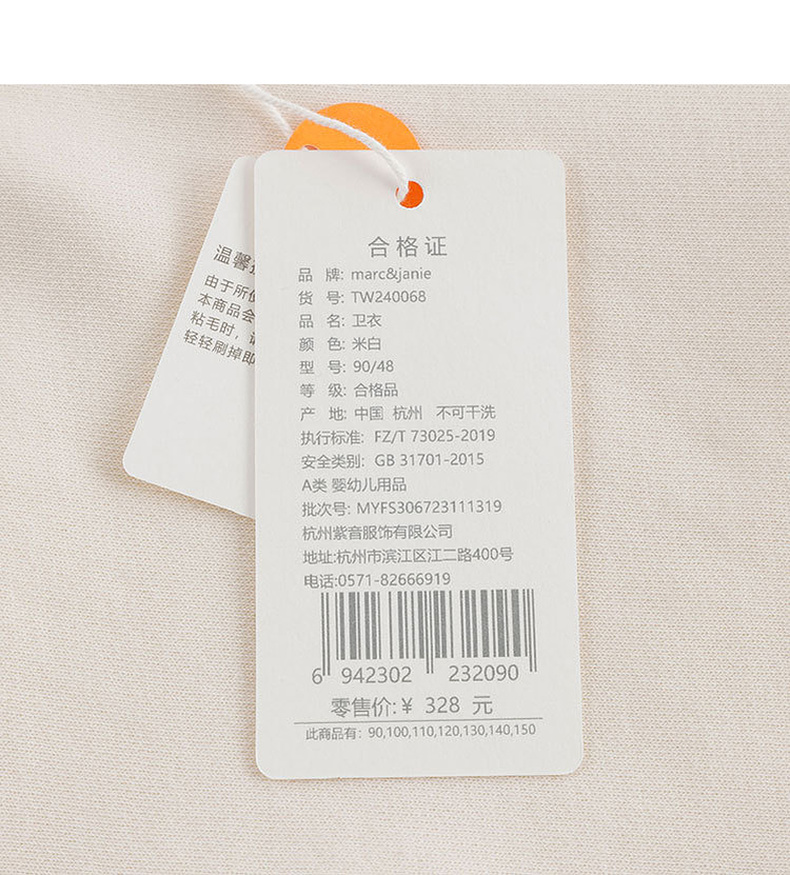 合格证
品 牌: marc&janie
货 号: TW240068
品 名: 卫衣
颜 色: 米白
型 号: 90/48
等 级: 合格品
产 地: 中国 杭州 不可干洗
执行标准: FZ/T 73025-2019
安全类别: GB 31701-2015
A类 婴幼儿用品
批次号: MYFS306723111319
杭州紫音服饰有限公司
地址:杭州市滨江区江二路400号
电话:0571-82666919
6 942302 232090
零售价:¥ 328 元
此商品有: 90,100,110,120,130,140,150
温馨
由于所
本商品会
粘毛时，
轻轻刷掉即